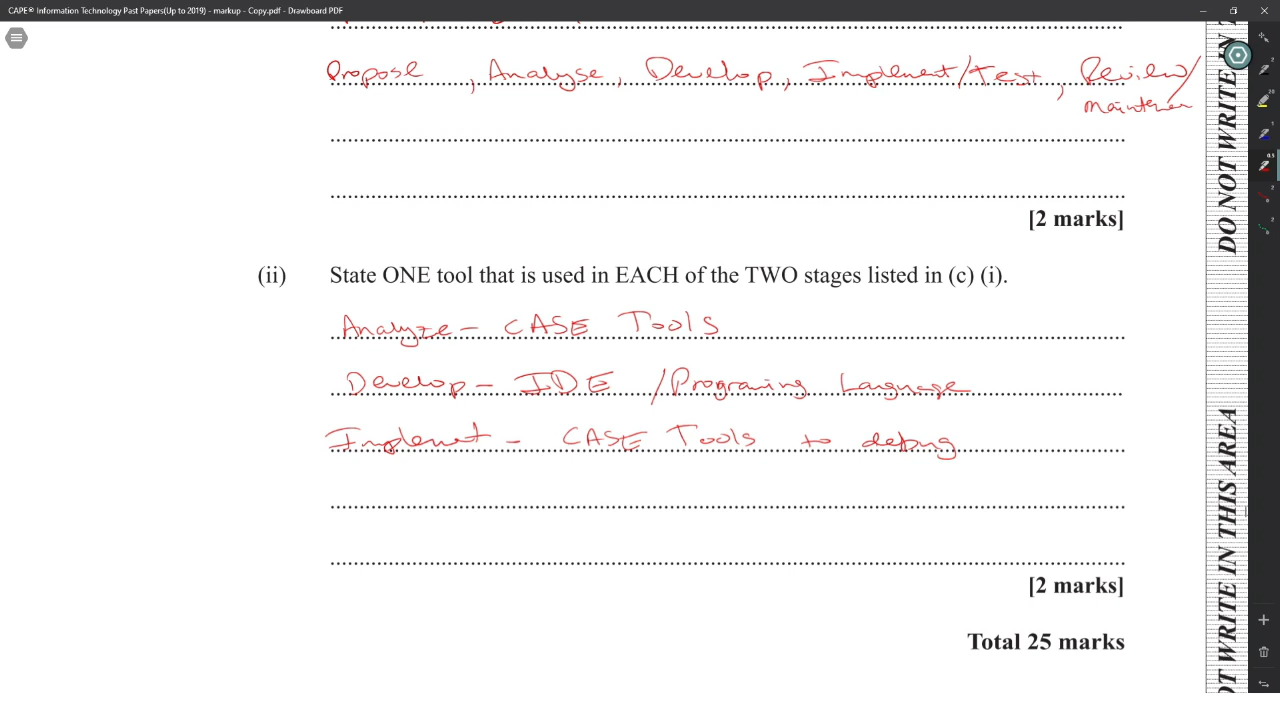 CAPE® Information Technology Past Papers(Up to 2019) - markup - Copy.pdf - Drawboard PDF
Propose, Analyse, Develop, Implement/Test, Review/
DO NOT WRITE IN
[2 marks]
(ii) State ONE tool that is used in EACH of the TWO stages listed in (c) (i).
Analyze - CASE Tools
Develop - IDE / Programing Language
Implement - CASE Tools to debug
[2 marks]
Total 25 marks
OT WRITE IN THIS AREA